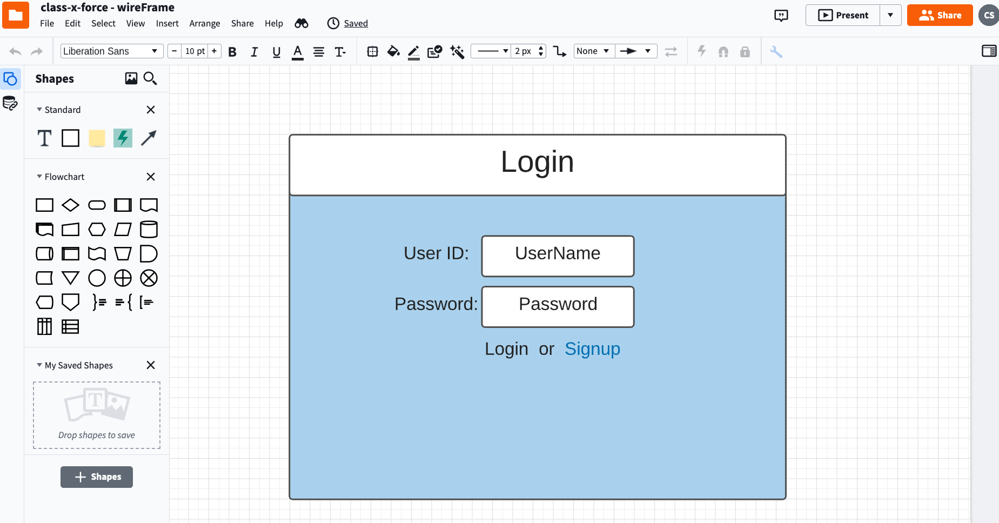 class-x-force - wireFrame
File Edit Select View Insert Arrange Share Help Saved
Present Share CS
Liberation Sans - 10 pt + B I U A T 2 px None
Shapes
Standard
T
Flowchart
My Saved Shapes
T
Drop shapes to save
+ Shapes
Login
User ID: UserName
Password: Password
Login or Signup